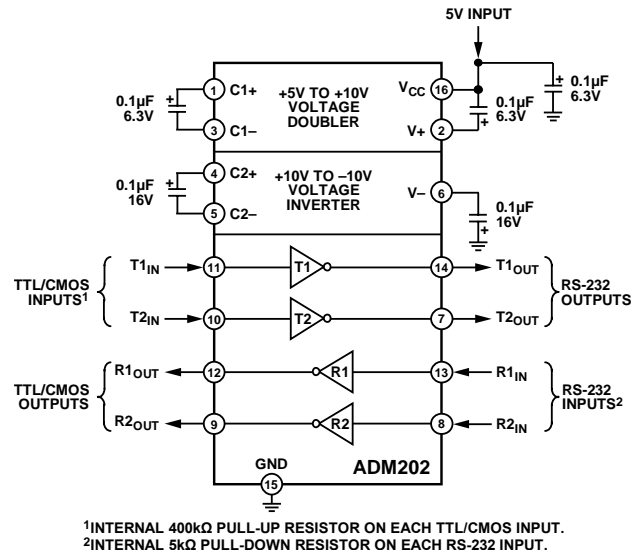 5V INPUT
1 C1+
+5V TO +10V
VOLTAGE
DOUBLER
VCC 16
0.1µF
6.3V
3 C1–
V+ 2
0.1µF
6.3V
0.1µF
6.3V
4 C2+
+10V TO –10V
VOLTAGE
INVERTER
V– 6
0.1µF
16V
5 C2–
0.1µF
16V
TTL/CMOS
INPUTS1
T1IN 11 T1 14 T1OUT
T2IN 10 T2 7 T2OUT
RS-232
OUTPUTS
TTL/CMOS
OUTPUTS
R1OUT 12 R1 13 R1IN
R2OUT 9 R2 8 R2IN
RS-232
INPUTS2
GND
15
ADM202
1INTERNAL 400kΩ PULL-UP RESISTOR ON EACH TTL/CMOS INPUT.
2INTERNAL 5kΩ PULL-DOWN RESISTOR ON EACH RS-232 INPUT.